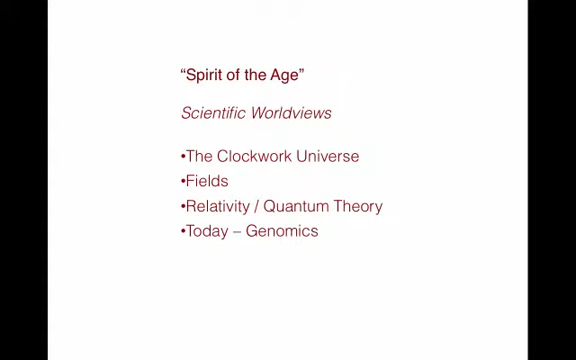 “Spirit of the Age”
Scientific Worldviews
•The Clockwork Universe
•Fields
•Relativity / Quantum Theory
•Today – Genomics